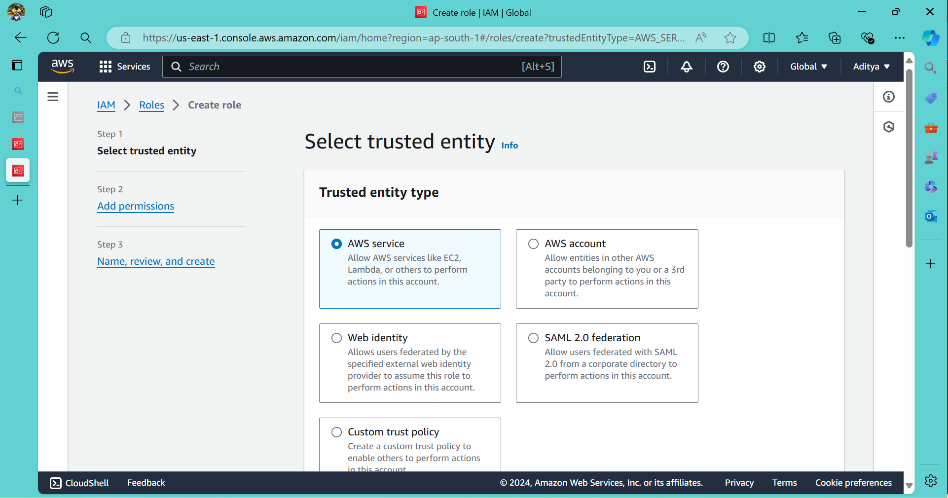 Create role | IAM | Global
https://us-east-1.console.aws.amazon.com/iam/home?region=ap-south-1#/roles/create?trustedEntityType=AWS_SER...
aws
Services
Search
[Alt+S]
Global
Aditya
IAM > Roles > Create role
Step 1
Select trusted entity
Step 2
Add permissions
Step 3
Name, review, and create
Select trusted entity Info
Trusted entity type
AWS service
Allow AWS services like EC2,
Lambda, or others to perform
actions in this account.
AWS account
Allow entities in other AWS
accounts belonging to you or a 3rd
party to perform actions in this
account.
Web identity
Allows users federated by the
specified external web identity
provider to assume this role to
perform actions in this account.
SAML 2.0 federation
Allow users federated with SAML
2.0 from a corporate directory to
perform actions in this account.
Custom trust policy
Create a custom trust policy to
enable others to perform actions
in this account.
CloudShell
Feedback
© 2024, Amazon Web Services, Inc. or its affiliates.
Privacy
Terms
Cookie preferences